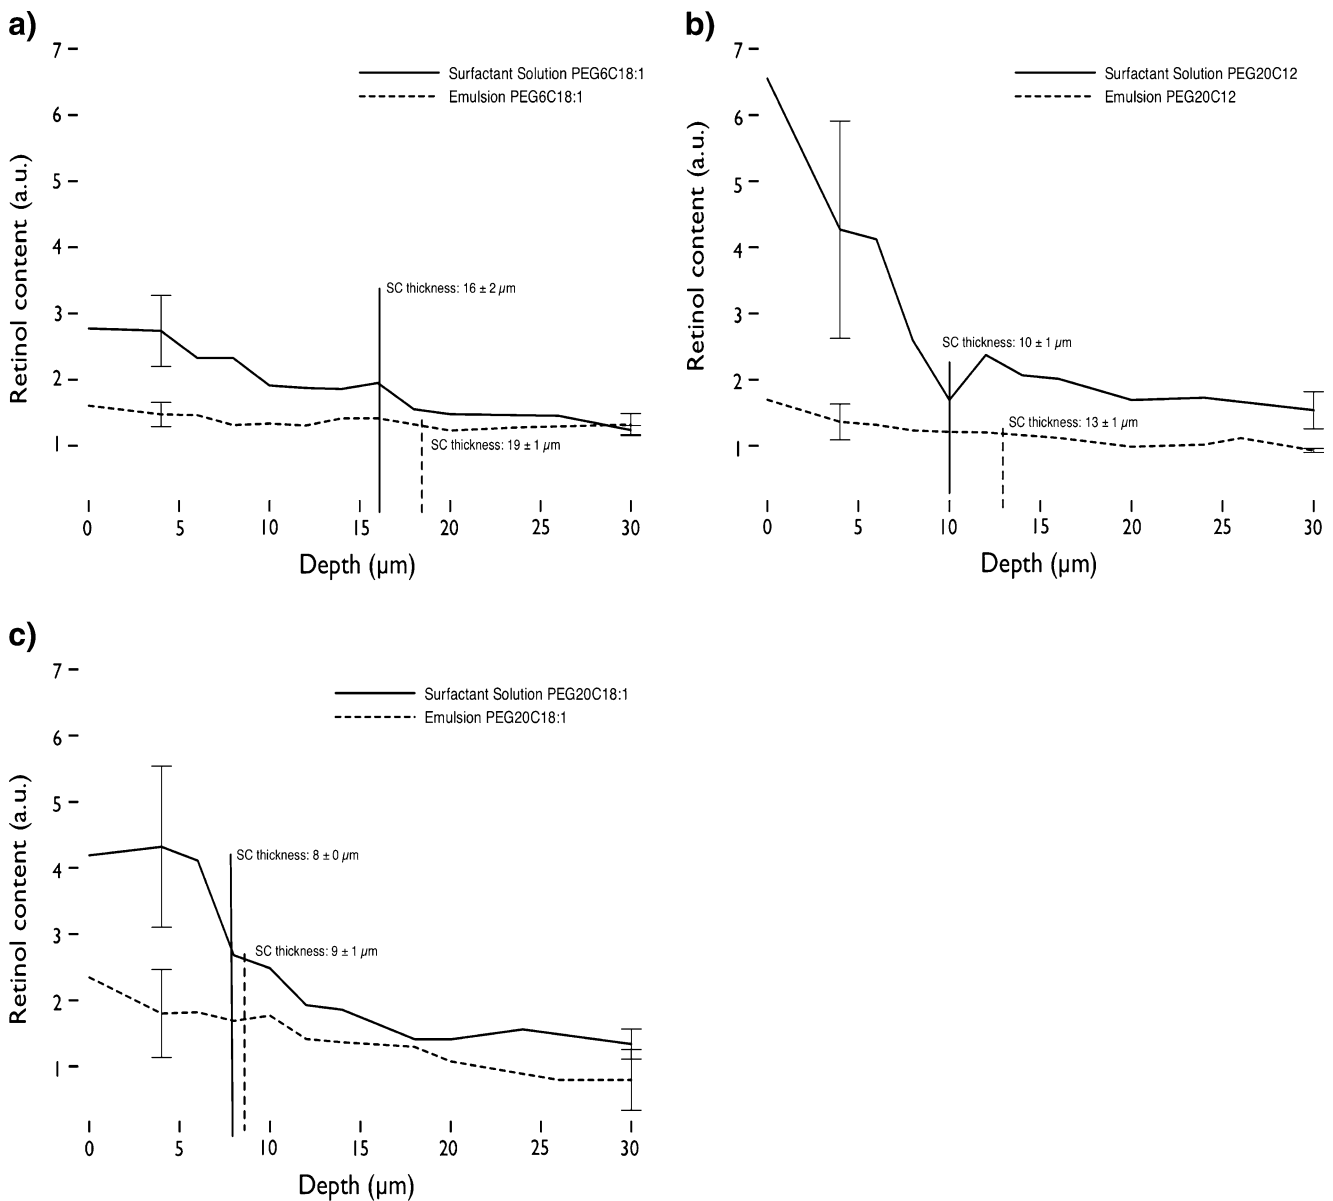 a)
7
6
5
4
3
2
1
Retinol content (a.u.)
Surfactant Solution PEG6C18:1
Emulsion PEG6C18:1
SC thickness: 16 ± 2 µm
SC thickness: 19 ± 1 µm
0 5 10 15 20 25 30
Depth (µm)
b)
7
6
5
4
3
2
1
Retinol content (a.u.)
Surfactant Solution PEG20C12
Emulsion PEG20C12
SC thickness: 10 ± 1 µm
SC thickness: 13 ± 1 µm
0 5 10 15 20 25 30
Depth (µm)
c)
7
6
5
4
3
2
1
Retinol content (a.u.)
Surfactant Solution PEG20C18:1
Emulsion PEG20C18:1
SC thickness: 8 ± 0 µm
SC thickness: 9 ± 1 µm
0 5 10 15 20 25 30
Depth (µm)